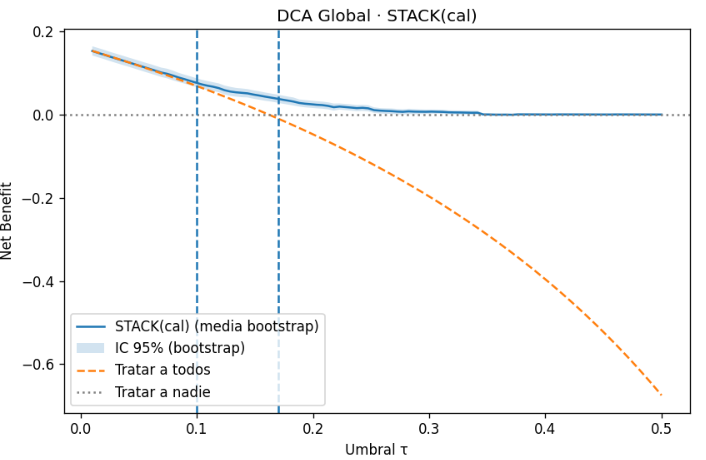 DCA Global · STACK(cal)
0.2
0.0
−0.2
−0.4
−0.6
Net Benefit
STACK(cal) (media bootstrap)
IC 95% (bootstrap)
Tratar a todos
Tratar a nadie
0.0 0.1 0.2 0.3 0.4 0.5
Umbral τ